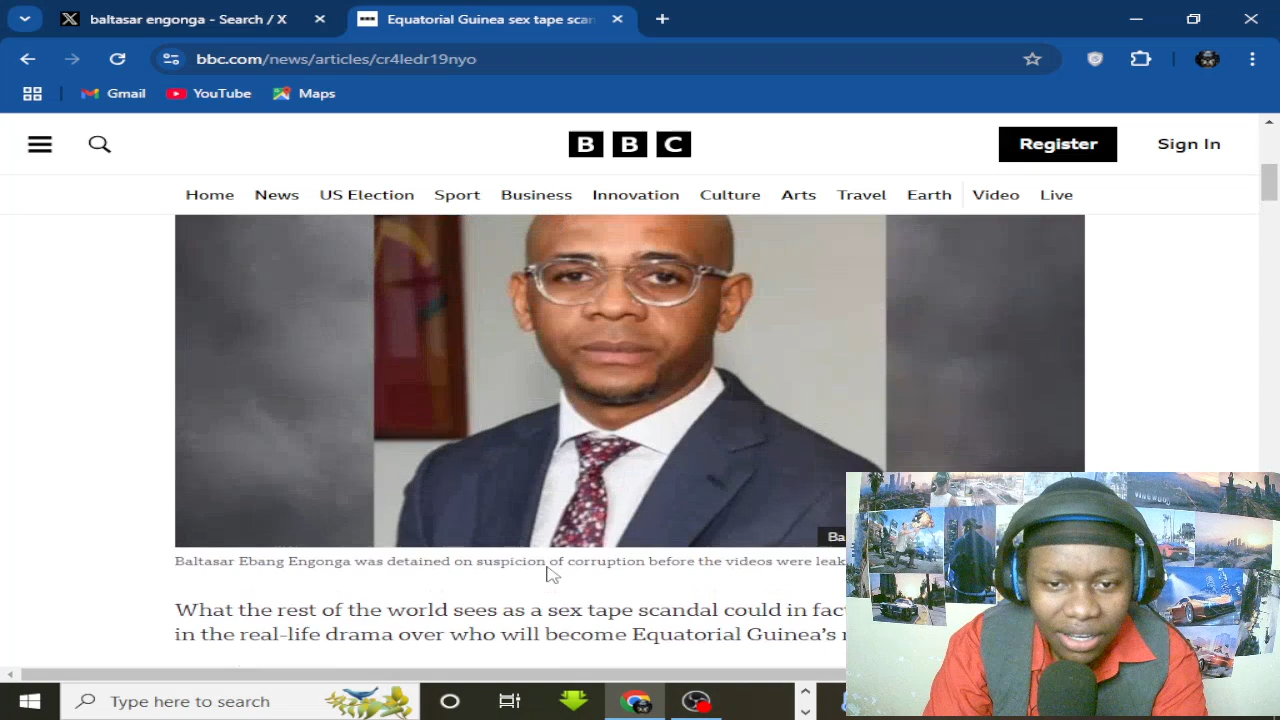 baltasar engonga - Search / X
Equatorial Guinea sex tape scan
bbc.com/news/articles/cr4ledr19nyo
Gmail
YouTube
Maps
BBC
Register
Sign In
Home
News
US Election
Sport
Business
Innovation
Culture
Arts
Travel
Earth
Video
Live
Ba
Baltasar Ebang Engonga was detained on suspicion of corruption before the videos were leak
What the rest of the world sees as a sex tape scandal could in fac
in the real-life drama over who will become Equatorial Guinea's
VINEWOOD
Type here to search